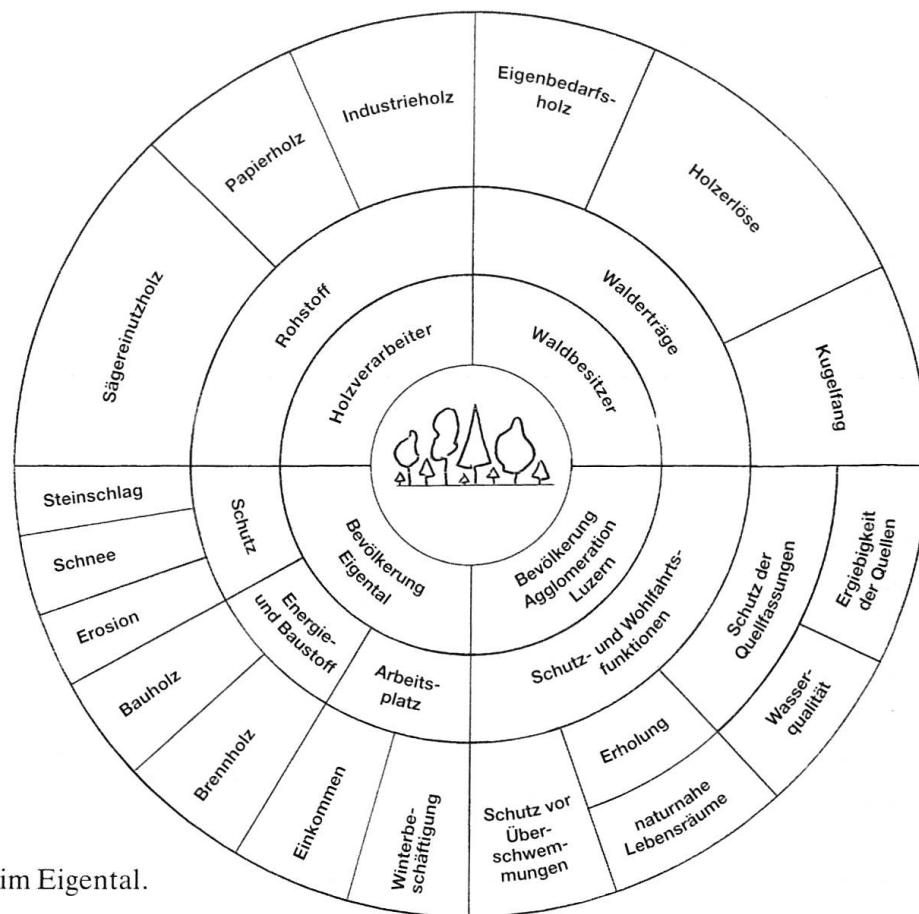 Eigenbedarfs-
holz
Industrieholz
Papierholz
Holzerlöse
Sägereinutzholz
Rohstoff
Walderträge
Holzverarbeiter
Waldbesitzer
Kugelfang
Steinschlag
Schnee
Erosion
Bauholz
Brennholz
Einkommen
Winterbe-
schäftigung
Schutz
Energie-
und Baustoff
Arbeits-
platz
Bevölkerung
Eigental
Bevölkerung
Agglomeration
Luzern
Schutz- und Wohlfahrts-
funktionen
Schutz der
Quellfassungen
Ergiebigkeit
der Quellen
Wasser-
qualität
Erholung
naturnahe
Lebensräume
Schutz vor
Über-
schwem-
mungen
im Eigental.